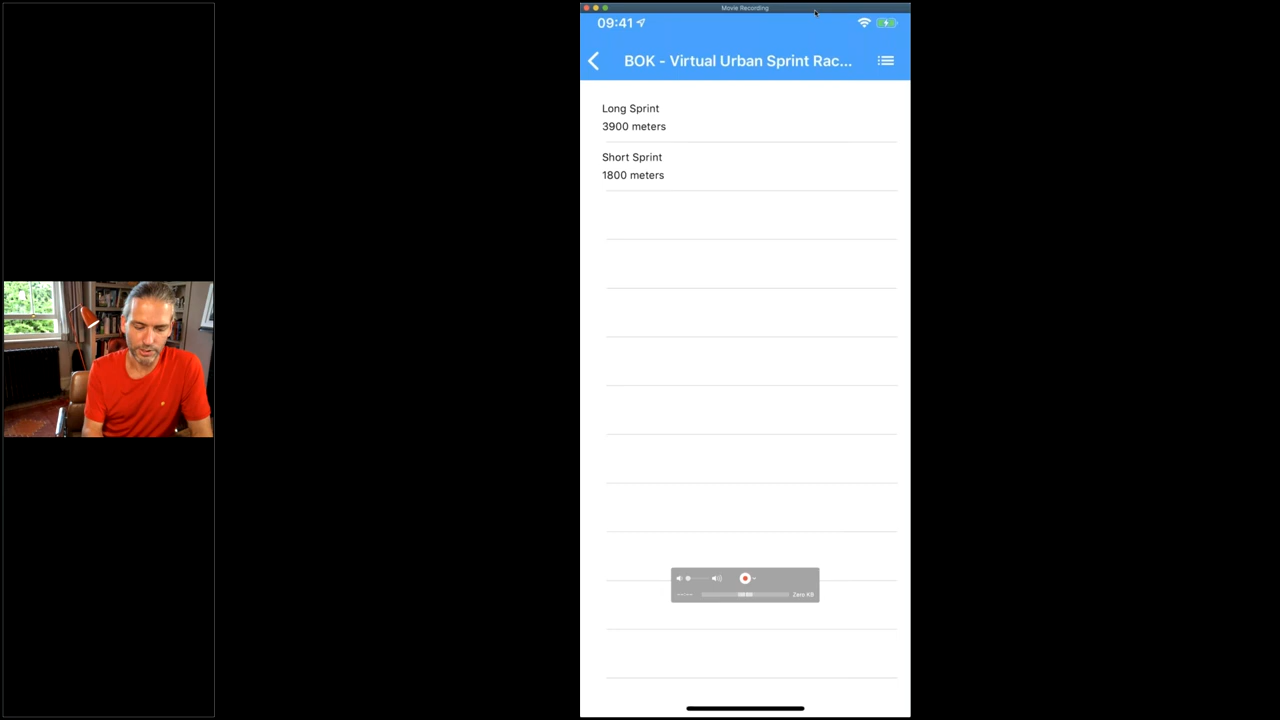 Movie Recording
09:41
BOK - Virtual Urban Sprint Rac...
Long Sprint
3900 meters
Short Sprint
1800 meters
--:--:--
Zero KB